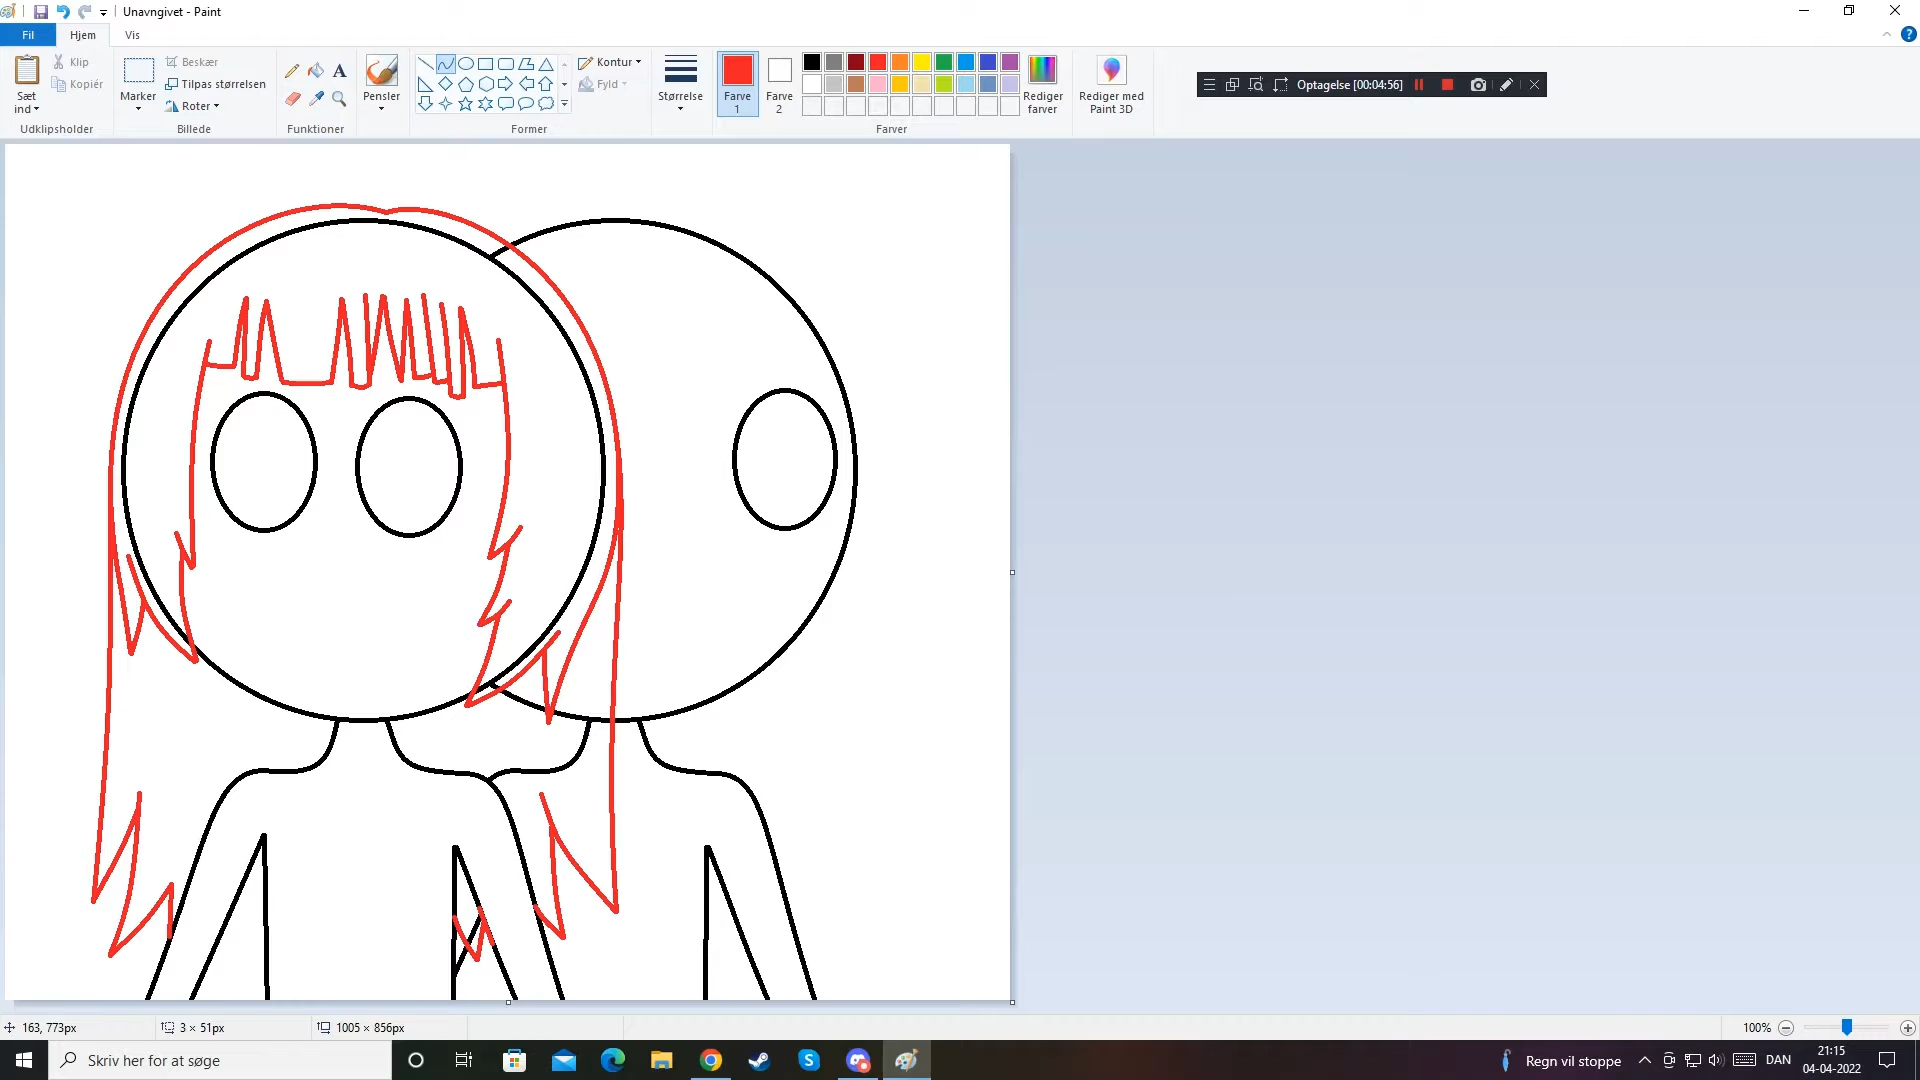 Unavngivet - Paint
Fil Hjem Vis
Sæt ind
Klip
Kopiér
Udklipsholder
Marker
Beskær
Tilpas størrelsen
Roter
Billede
A
Funktioner
Pensler
Kontur
Fyld
Former
Størrelse
Farve 1
Farve 2
Farver
Rediger farver
Rediger med Paint 3D
Optagelse [00:04:56]
163, 773px
3 × 51px
1005 × 856px
100%
Skriv her for at søge
Regn vil stoppe
DAN
21:15
04-04-2022